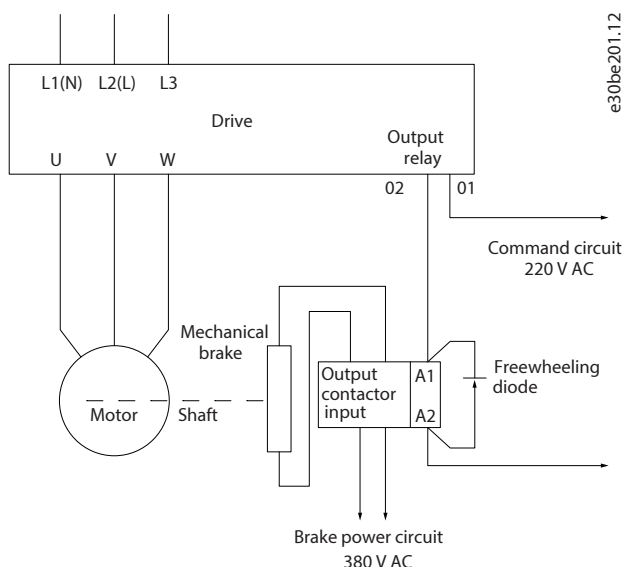 e30be201.12
L1(N) L2(L) L3
Drive
Output
relay
U V W
02 01
Command circuit
220 V AC
Mechanical
brake
Output
contactor
input
A1
A2
Freewheeling
diode
Motor
Shaft
Brake power circuit
380 V AC